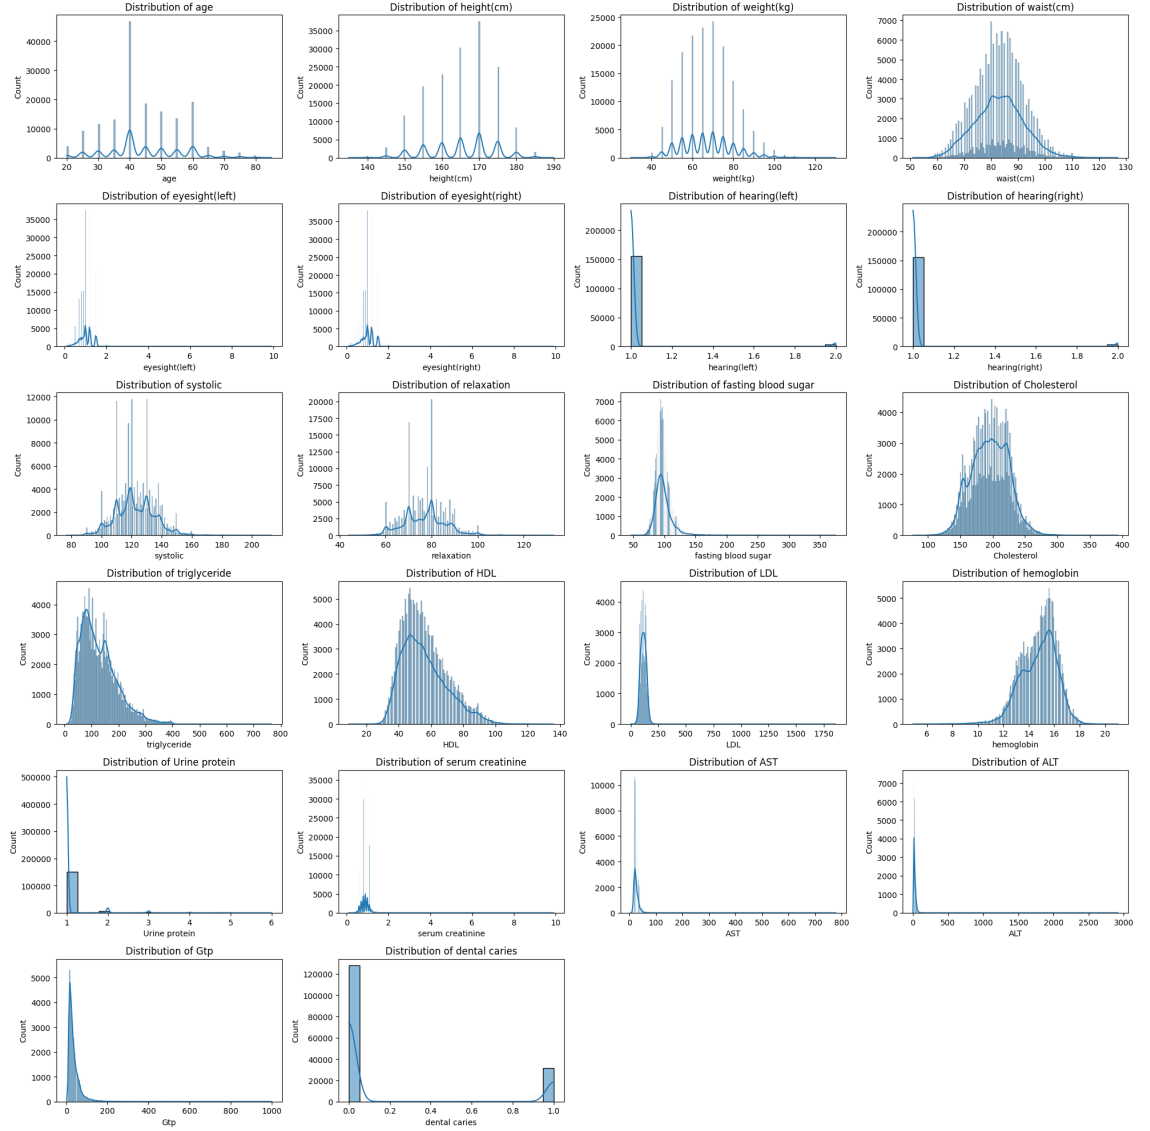 Distribution of age Distribution of height(cm) Distribution of weight(kg) Distribution of waist(cm)
Count Count Count Count
40000 35000 25000 7000
30000 30000 20000 6000
20000 25000 15000 5000
10000 20000 10000 4000
0 15000 5000 3000
10000 0 2000
5000 1000
0 0
20 30 40 50 60 70 80 140 150 160 170 180 190 40 60 80 100 120 50 60 70 80 90 100 110 120 130
age height(cm) weight(kg) waist(cm)
Distribution of eyesight(left) Distribution of eyesight(right) Distribution of hearing(left) Distribution of hearing(right)
Count Count Count Count
35000 35000 200000 200000
30000 30000 150000 150000
25000 25000 100000 100000
20000 20000 50000 50000
15000 15000 0 0
10000 10000
5000 5000
0 0
0 2 4 6 8 10 0 2 4 6 8 10 1.0 1.2 1.4 1.6 1.8 2.0 1.0 1.2 1.4 1.6 1.8 2.0
eyesight(left) eyesight(right) hearing(left) hearing(right)
Distribution of systolic Distribution of relaxation Distribution of fasting blood sugar Distribution of Cholesterol
Count Count Count Count
12000 20000 7000 4000
10000 17500 6000 3000
8000 15000 5000 2000
6000 12500 4000 1000
4000 10000 3000 0
2000 7500 2000
0 5000 1000
2500 0
0
80 100 120 140 160 180 200 40 60 80 100 120 50 100 150 200 250 300 350 100 150 200 250 300 350 400
systolic relaxation fasting blood sugar Cholesterol
Distribution of triglyceride Distribution of HDL Distribution of LDL Distribution of hemoglobin
Count Count Count Count
4000 5000 4000 5000
3000 4000 3000 4000
2000 3000 2000 3000
1000 2000 1000 2000
0 1000 0 1000
0 0
0 100 200 300 400 500 600 700 800 20 40 60 80 100 120 140 0 250 500 750 1000 1250 1500 1750 6 8 10 12 14 16 18 20
triglyceride HDL LDL hemoglobin
Distribution of Urine protein Distribution of serum creatinine Distribution of AST Distribution of ALT
Count Count Count Count
500000 35000 10000 7000
400000 30000 8000 6000
300000 25000 6000 5000
200000 20000 4000 4000
100000 15000 2000 3000
0 10000 0 2000
5000 1000
0 0
1 2 3 4 5 6 0 2 4 6 8 10 0 100 200 300 400 500 600 700 800 0 500 1000 1500 2000 2500 3000
Urine protein serum creatinine AST ALT
Distribution of Gtp Distribution of dental caries
Count Count
5000 120000
4000 100000
3000 80000
2000 60000
1000 40000
0 20000
0
0 200 400 600 800 1000 0.0 0.2 0.4 0.6 0.8 1.0
Gtp dental caries